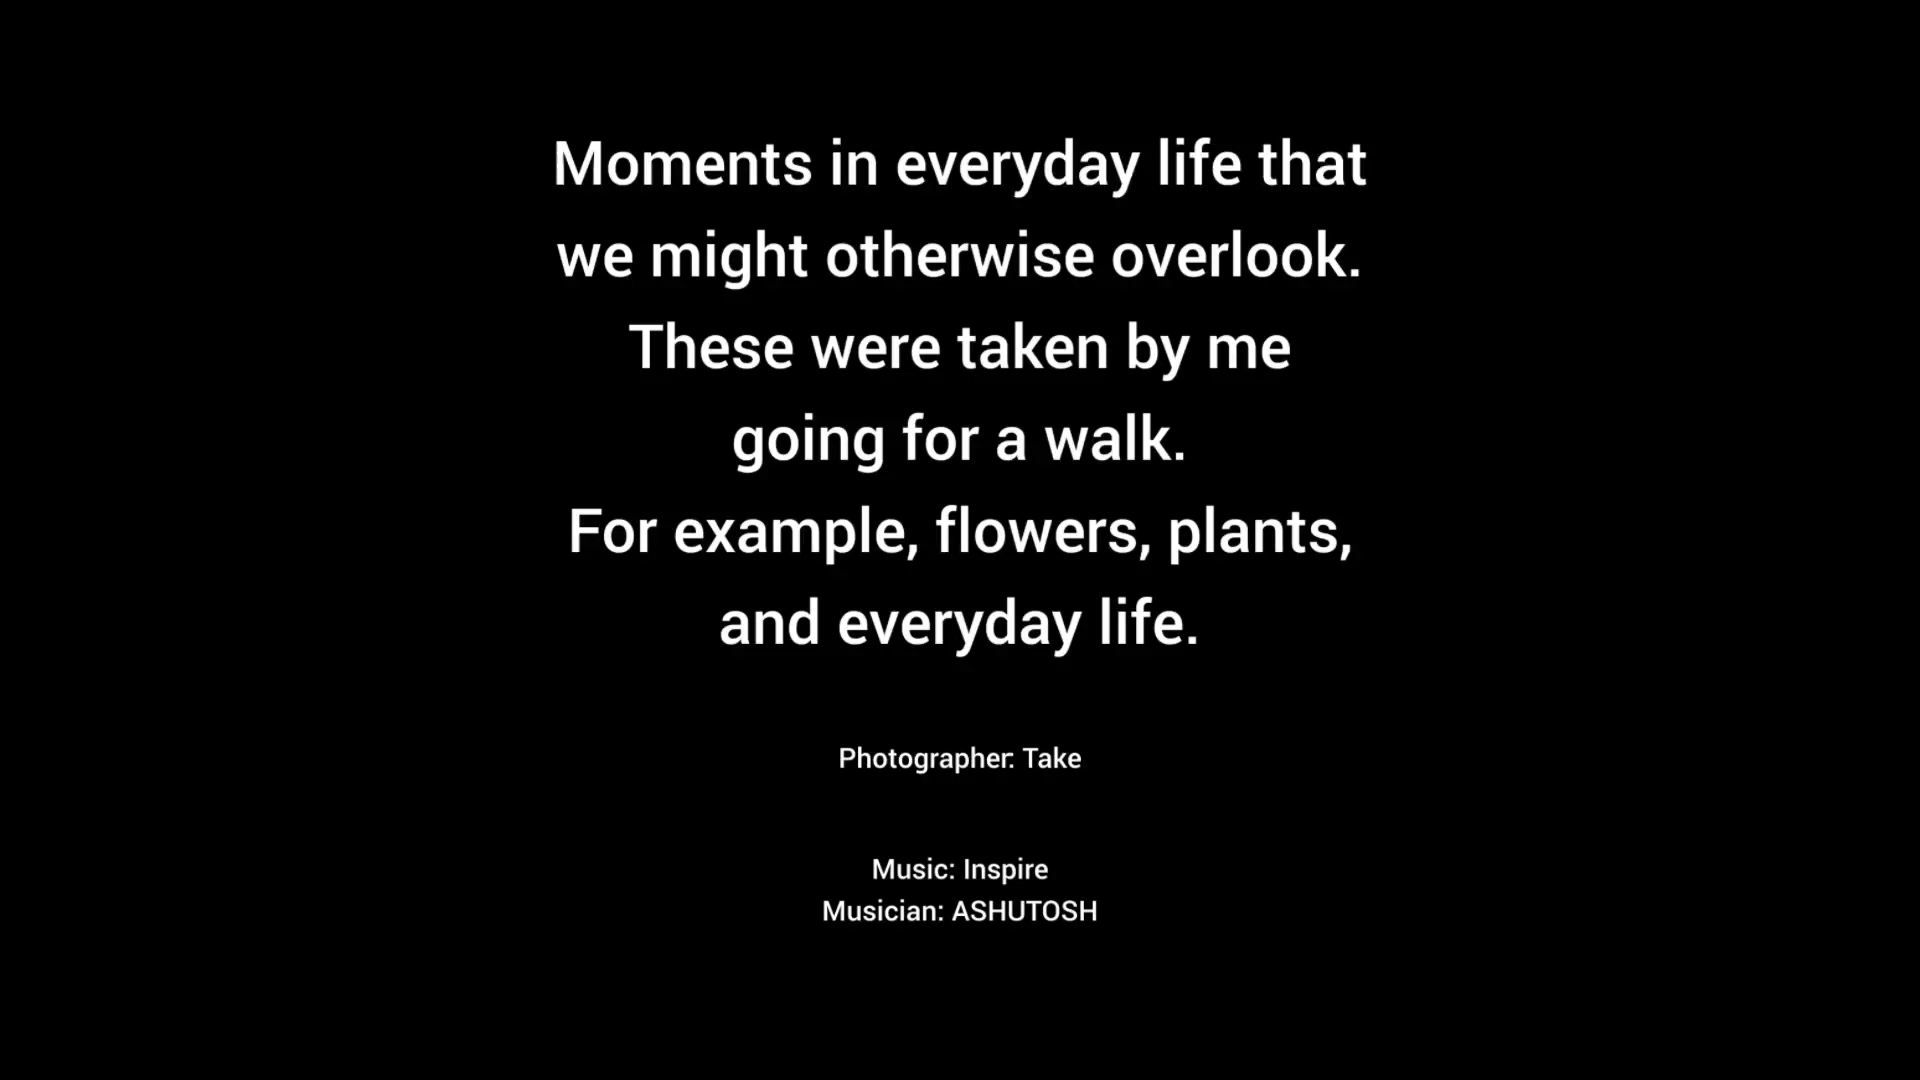 Moments in everyday life that
we might otherwise overlook.
These were taken by me
going for a walk.
For example, flowers, plants,
and everyday life.
Photographer: Take
Music: Inspire
Musician: ASHUTOSH